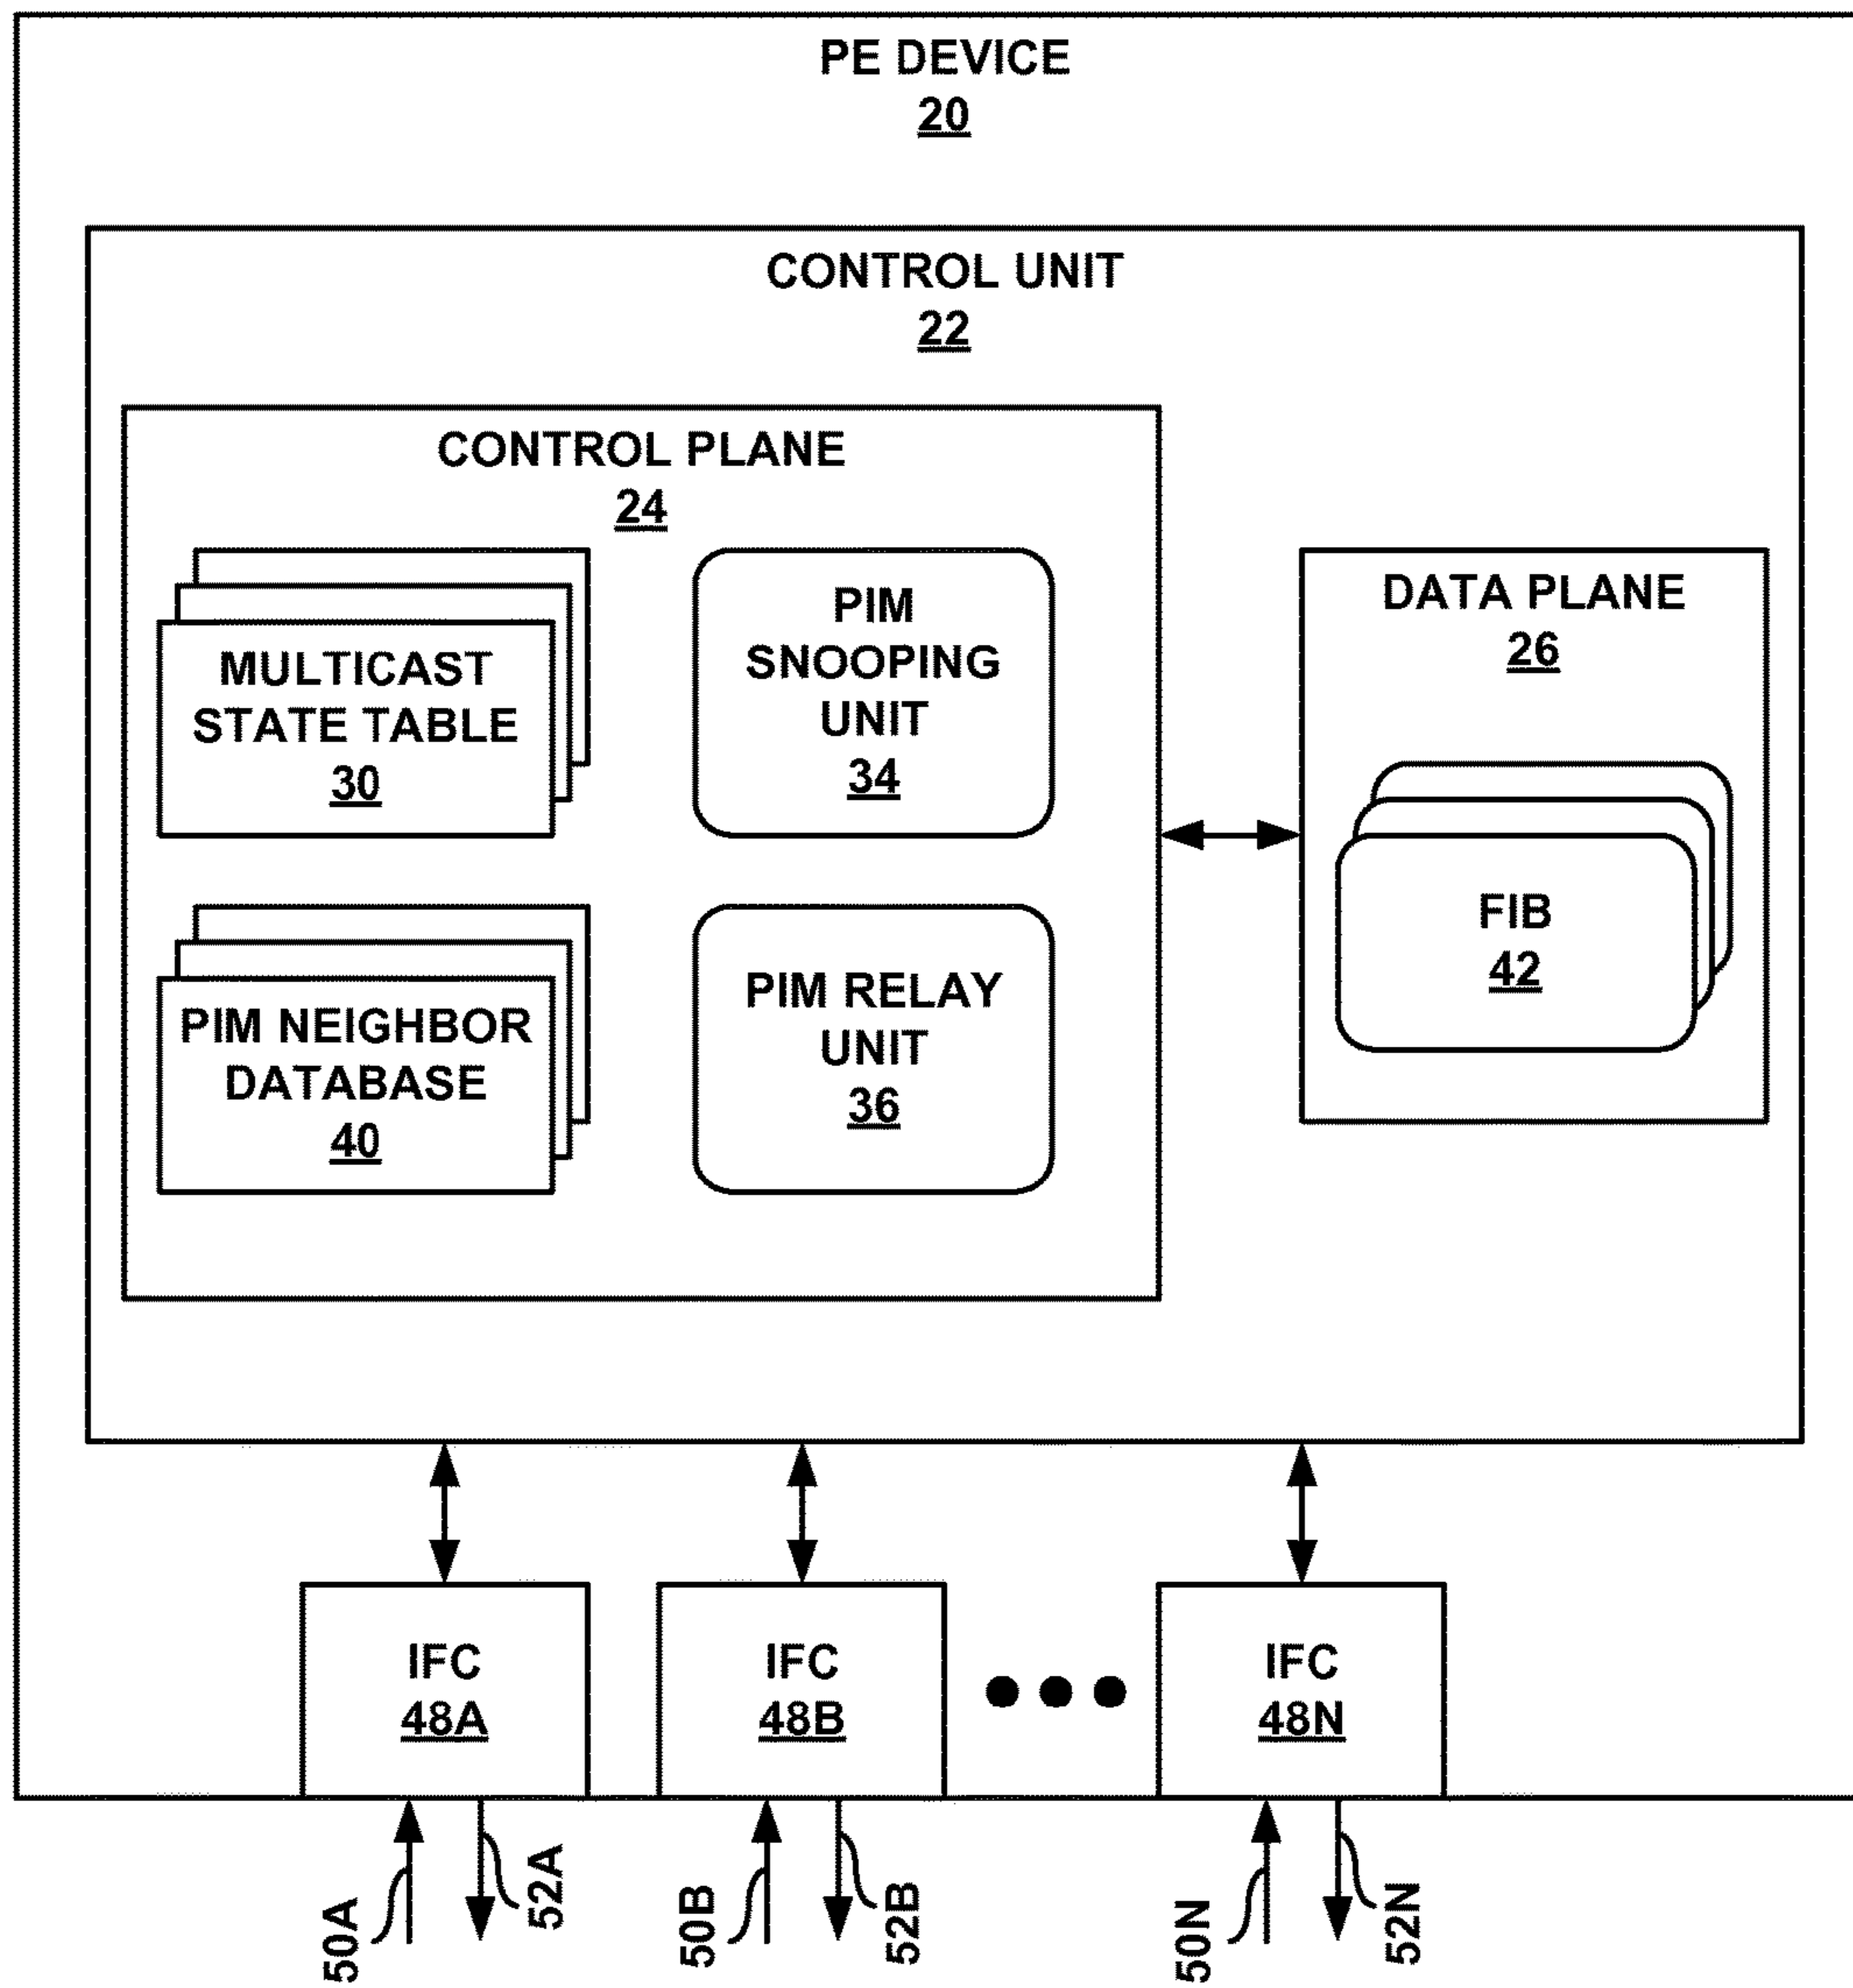 PE DEVICE
20
CONTROL UNIT
22
CONTROL PLANE
24
MULTICAST
STATE TABLE
30
PIM
SNOOPING
UNIT
34
PIM NEIGHBOR
DATABASE
40
PIM RELAY
UNIT
36
DATA PLANE
26
FIB
42
IFC
48A
IFC
48B
IFC
48N
50A
52A
50B
52B
50N
52N